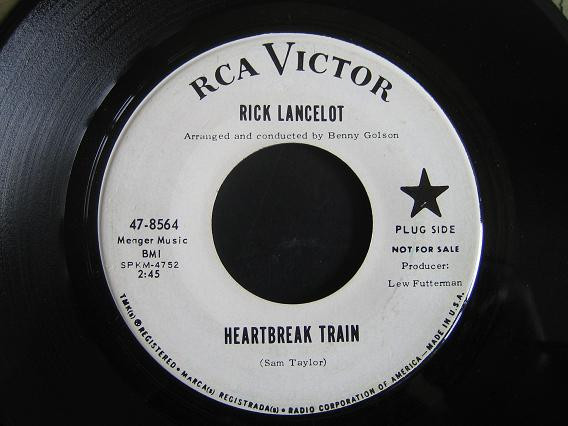 RCA VICTOR
RICK LANCELOT
Arranged and conducted by Benny Golson
47-8564
Menger Music
BMI
SPKM-4752
2:45
PLUG SIDE
NOT FOR SALE
Producer:
Lew Futterman
HEARTBREAK TRAIN
(Sam Taylor)
TMK(s) ® REGISTERED • MARCA(s) REGISTRADA(s) • RADIO CORPORATION OF AMERICA—MADE IN U.S.A.